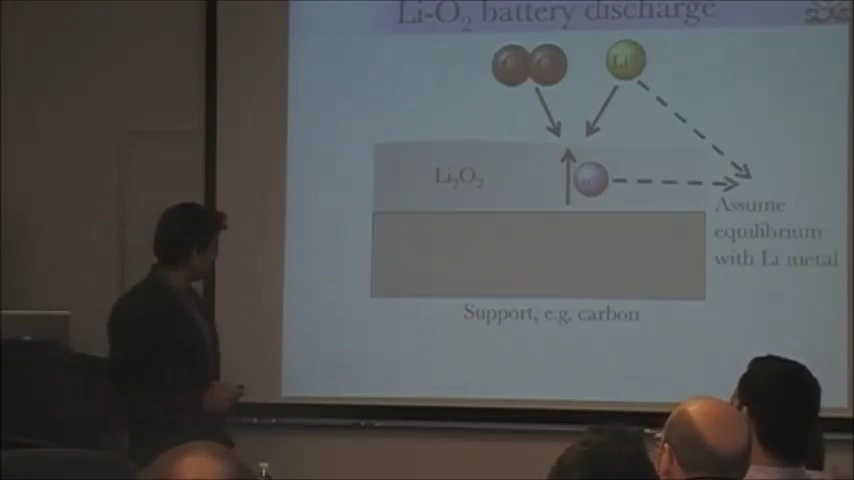 Li-O₂ battery discharge
Li
Li₂O₂
Assume
equilibrium
with Li metal
Support, e.g. carbon